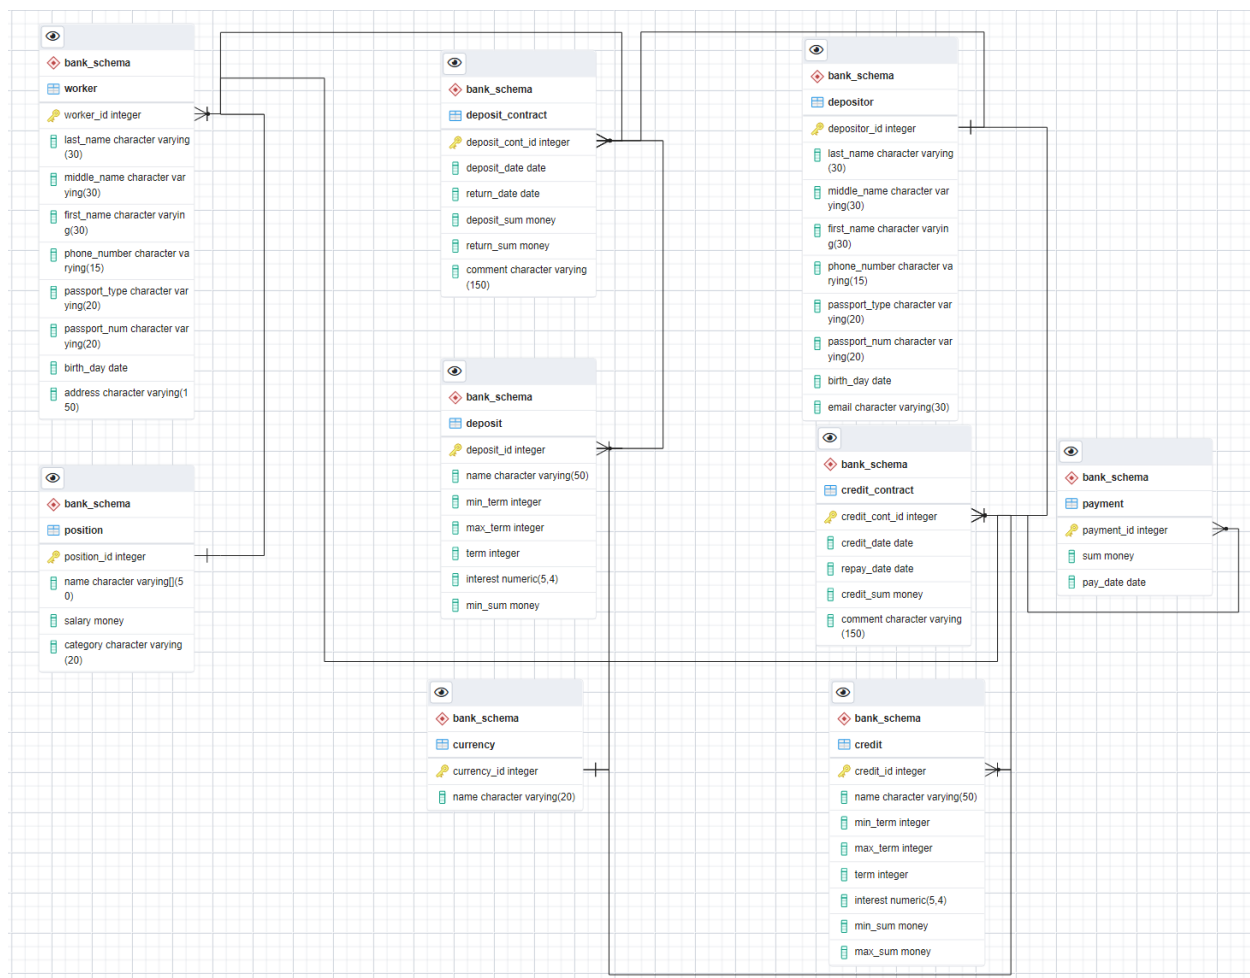 bank_schema
worker
worker_id integer
last_name character varying
(30)
middle_name character var
ying(30)
first_name character varyin
g(30)
phone_number character va
rying(15)
passport_type character var
ying(20)
passport_num character var
ying(20)
birth_day date
address character varying(1
50)
bank_schema
position
position_id integer
name character varying[](5
0)
salary money
category character varying
(20)
bank_schema
deposit_contract
deposit_cont_id integer
deposit_date date
return_date date
deposit_sum money
return_sum money
comment character varying
(150)
bank_schema
deposit
deposit_id integer
name character varying(50)
min_term integer
max_term integer
term integer
interest numeric(5,4)
min_sum money
bank_schema
currency
currency_id integer
name character varying(20)
bank_schema
depositor
depositor_id integer
last_name character varying
(30)
middle_name character var
ying(30)
first_name character varyin
g(30)
phone_number character va
rying(15)
passport_type character var
ying(20)
passport_num character var
ying(20)
birth_day date
email character varying(30)
bank_schema
credit_contract
credit_cont_id integer
credit_date date
repay_date date
credit_sum money
comment character varying
(150)
bank_schema
credit
credit_id integer
name character varying(50)
min_term integer
max_term integer
term integer
interest numeric(5,4)
min_sum money
max_sum money
bank_schema
payment
payment_id integer
sum money
pay_date date